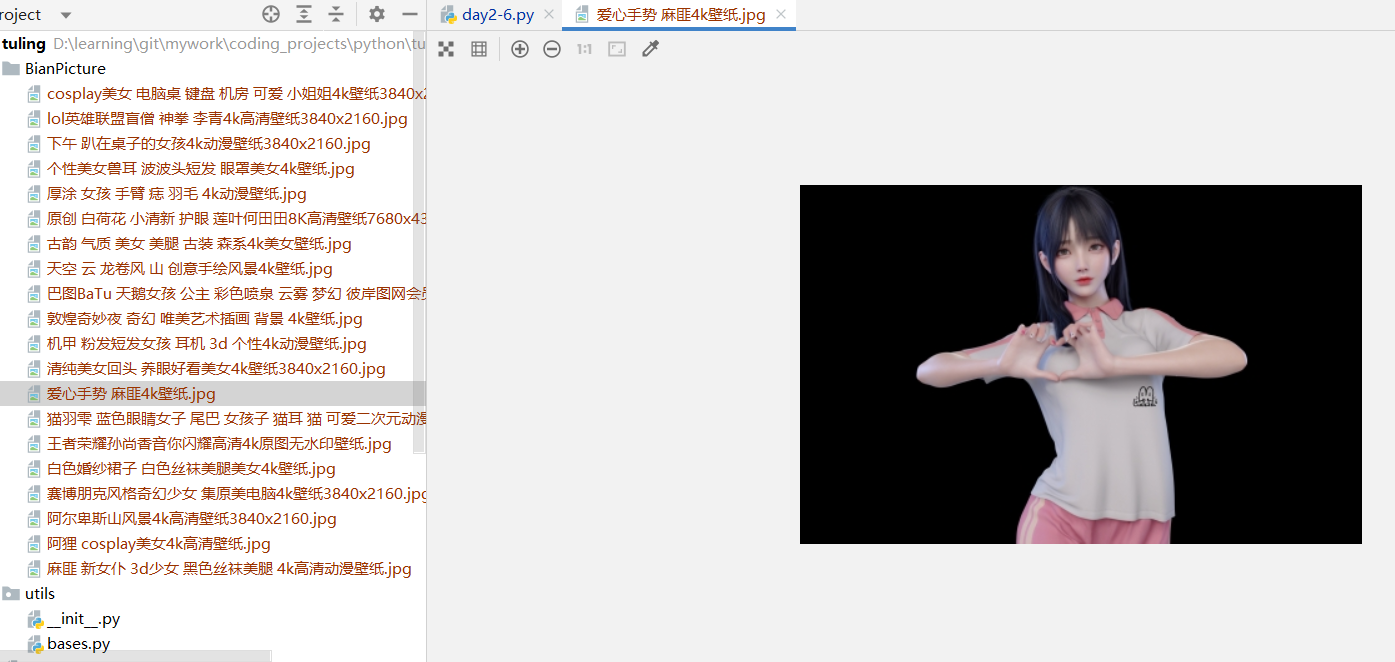 roject
day2-6.py
爱心手势 麻匪4k壁纸.jpg
tuling D:\learning\git\mywork\coding_projects\python\tu
1:1
BianPicture
cosplay美女 电脑桌 键盘 机房 可爱 小姐姐4k壁纸3840x2
lol英雄联盟盲僧 神拳 李青4k高清壁纸3840x2160.jpg
下午 趴在桌子的女孩4k动漫壁纸3840x2160.jpg
个性美女兽耳 波波头短发 眼罩美女4k壁纸.jpg
厚涂 女孩 手臂 痣 羽毛 4k动漫壁纸.jpg
原创 白荷花 小清新 护眼 莲叶何田田8K高清壁纸7680x43
古韵 气质 美女 美腿 古装 森系4k美女壁纸.jpg
天空 云 龙卷风 山 创意手绘风景4k壁纸.jpg
巴图BaTu 天鹅女孩 公主 彩色喷泉 云雾 梦幻 彼岸图网会员
敦煌奇妙夜 奇幻 唯美艺术插画 背景 4k壁纸.jpg
机甲 粉发短发女孩 耳机 3d 个性4k动漫壁纸.jpg
清纯美女回头 养眼好看美女4k壁纸3840x2160.jpg
爱心手势 麻匪4k壁纸.jpg
猫羽雫 蓝色眼睛女子 尾巴 女孩子 猫耳 猫 可爱二次元动漫
王者荣耀孙尚香音你闪耀高清4k原图无水印壁纸.jpg
白色婚纱裙子 白色丝袜美腿美女4k壁纸.jpg
赛博朋克风格奇幻少女 集原美电脑4k壁纸3840x2160.jpg
阿尔卑斯山风景4k高清壁纸3840x2160.jpg
阿狸 cosplay美女4k高清壁纸.jpg
麻匪 新女仆 3d少女 黑色丝袜美腿 4k高清动漫壁纸.jpg
utils
__init__.py
bases.py